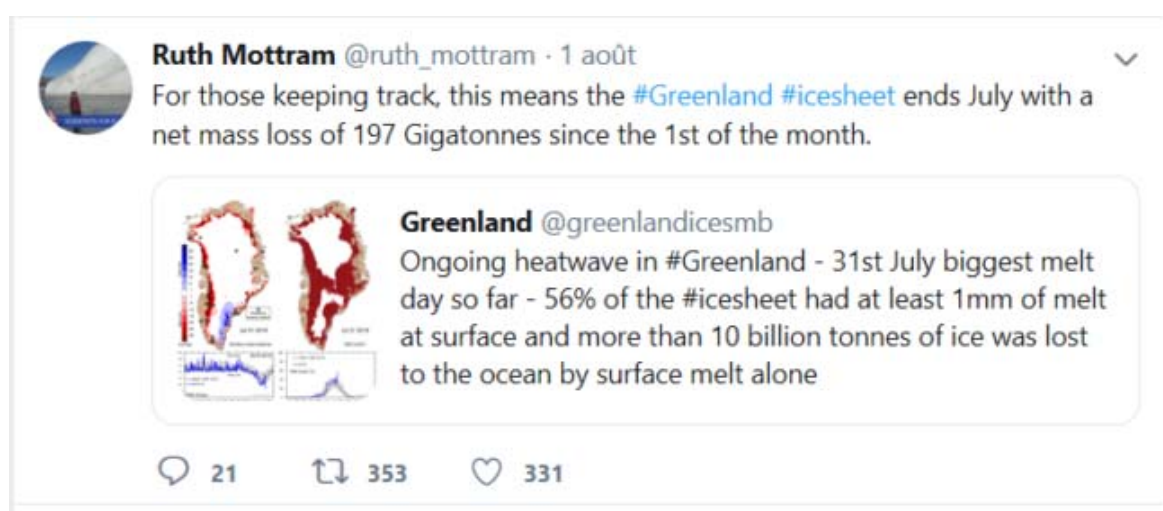 Ruth Mottram @ruth_mottram · 1 août
For those keeping track, this means the #Greenland #icesheet ends July with a
net mass loss of 197 Gigatonnes since the 1st of the month.
Greenland @greenlandicesmb
Ongoing heatwave in #Greenland - 31st July biggest melt
day so far - 56% of the #icesheet had at least 1mm of melt
at surface and more than 10 billion tonnes of ice was lost
to the ocean by surface melt alone
21 353 331